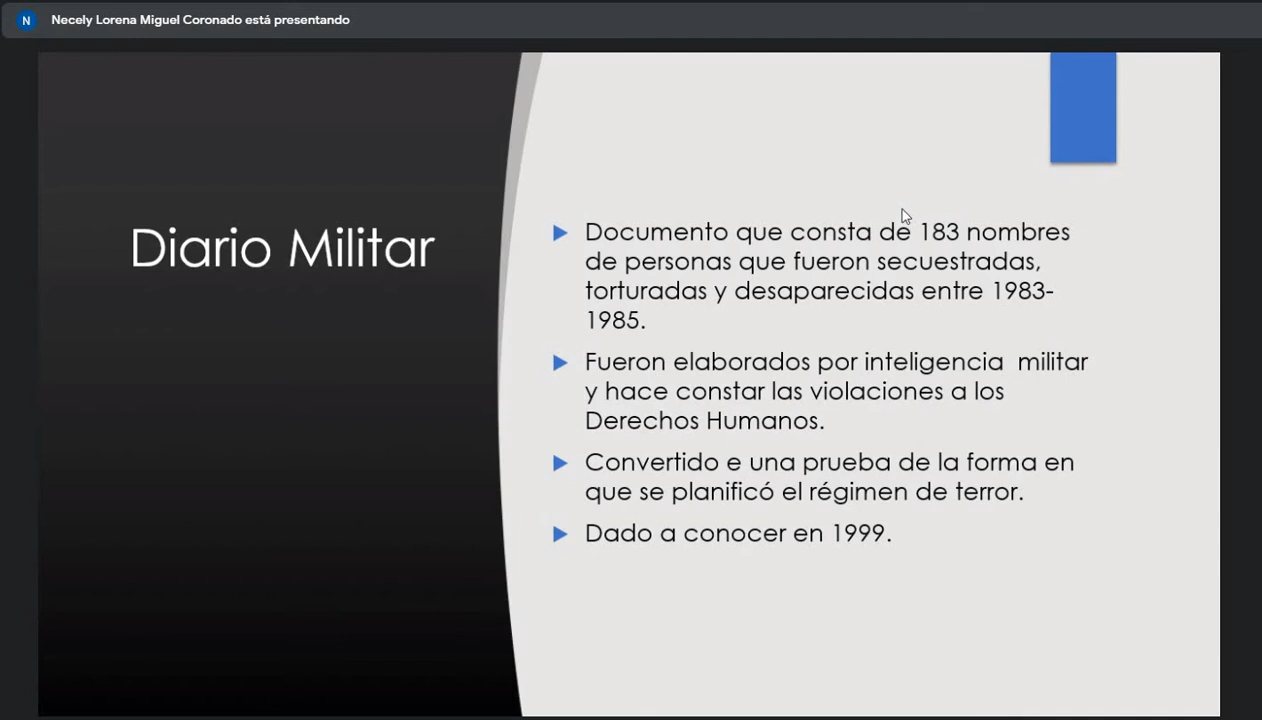 N Necely Lorena Miguel Coronado está presentando
Diario Militar
Documento que consta de 183 nombres
de personas que fueron secuestradas,
torturadas y desaparecidas entre 1983-
1985.
Fueron elaborados por inteligencia  militar
y hace constar las violaciones a los
Derechos Humanos.
Convertido e una prueba de la forma en
que se planificó el régimen de terror.
Dado a conocer en 1999.